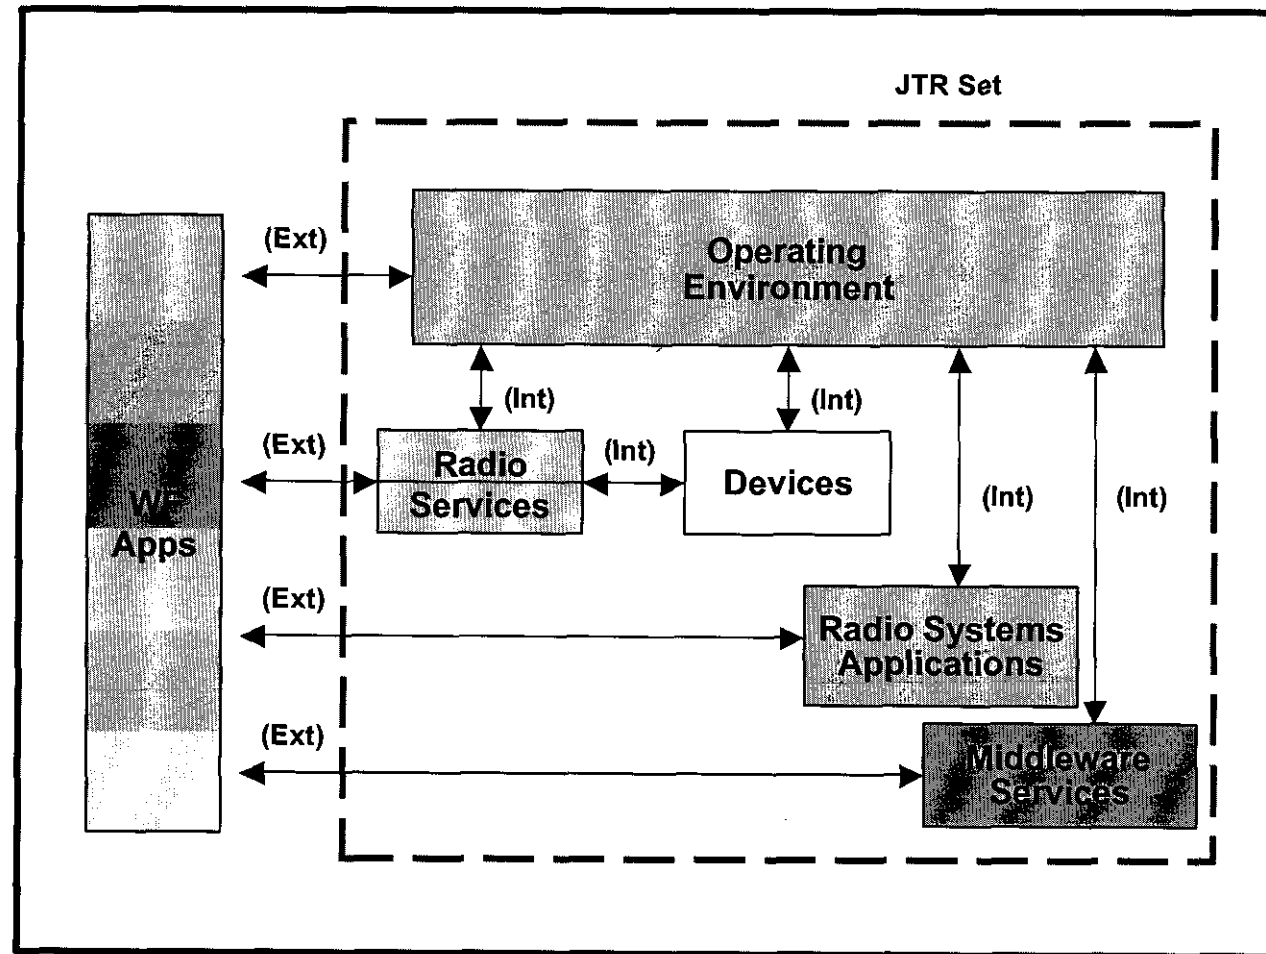 JTR Set
(Ext)
Operating
Environment
(Int)
(Int)
(Ext)
Radio
Services
(Int)
Devices
(Int)
(Int)
WF
Apps
(Ext)
Radio Systems
Applications
(Ext)
Middleware
Services